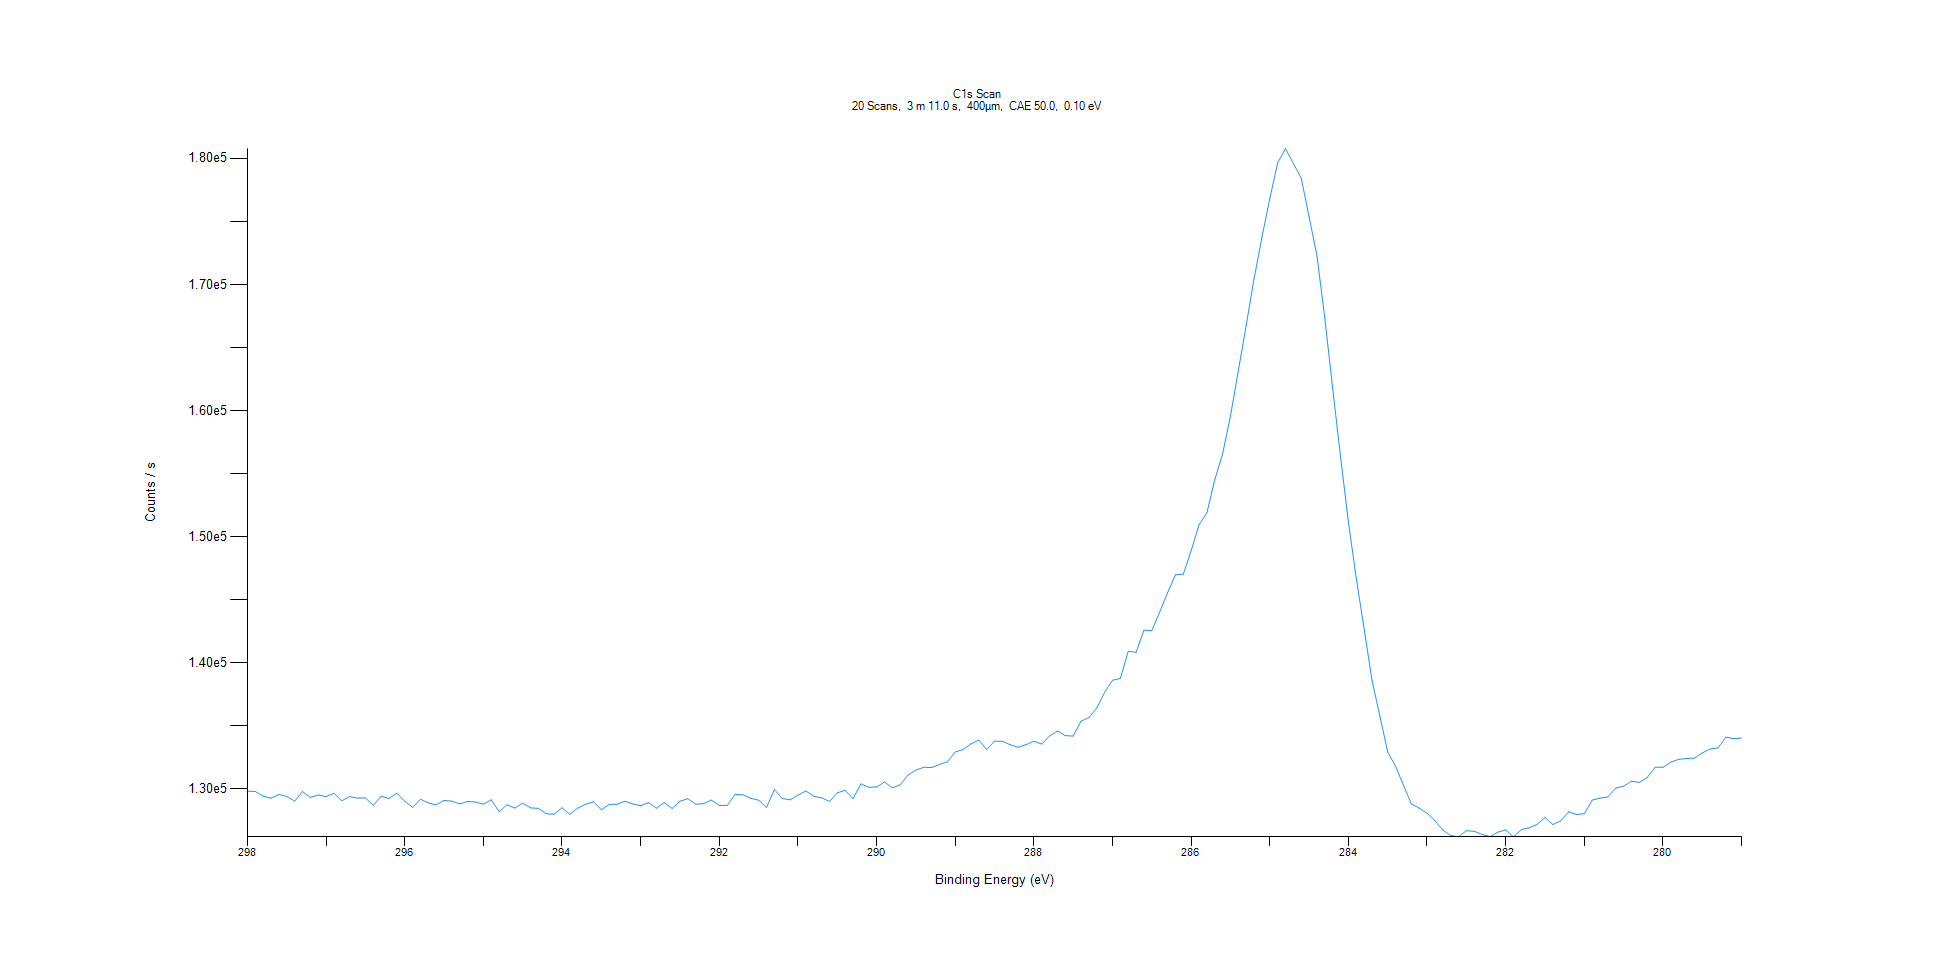 C1s Scan
20 Scans, 3 m 11.0 s, 400µm, CAE 50.0, 0.10 eV
1.80e5
1.70e5
1.60e5
1.50e5
1.40e5
1.30e5
Counts / s
298 296 294 292 290 288 286 284 282 280
Binding Energy (eV)